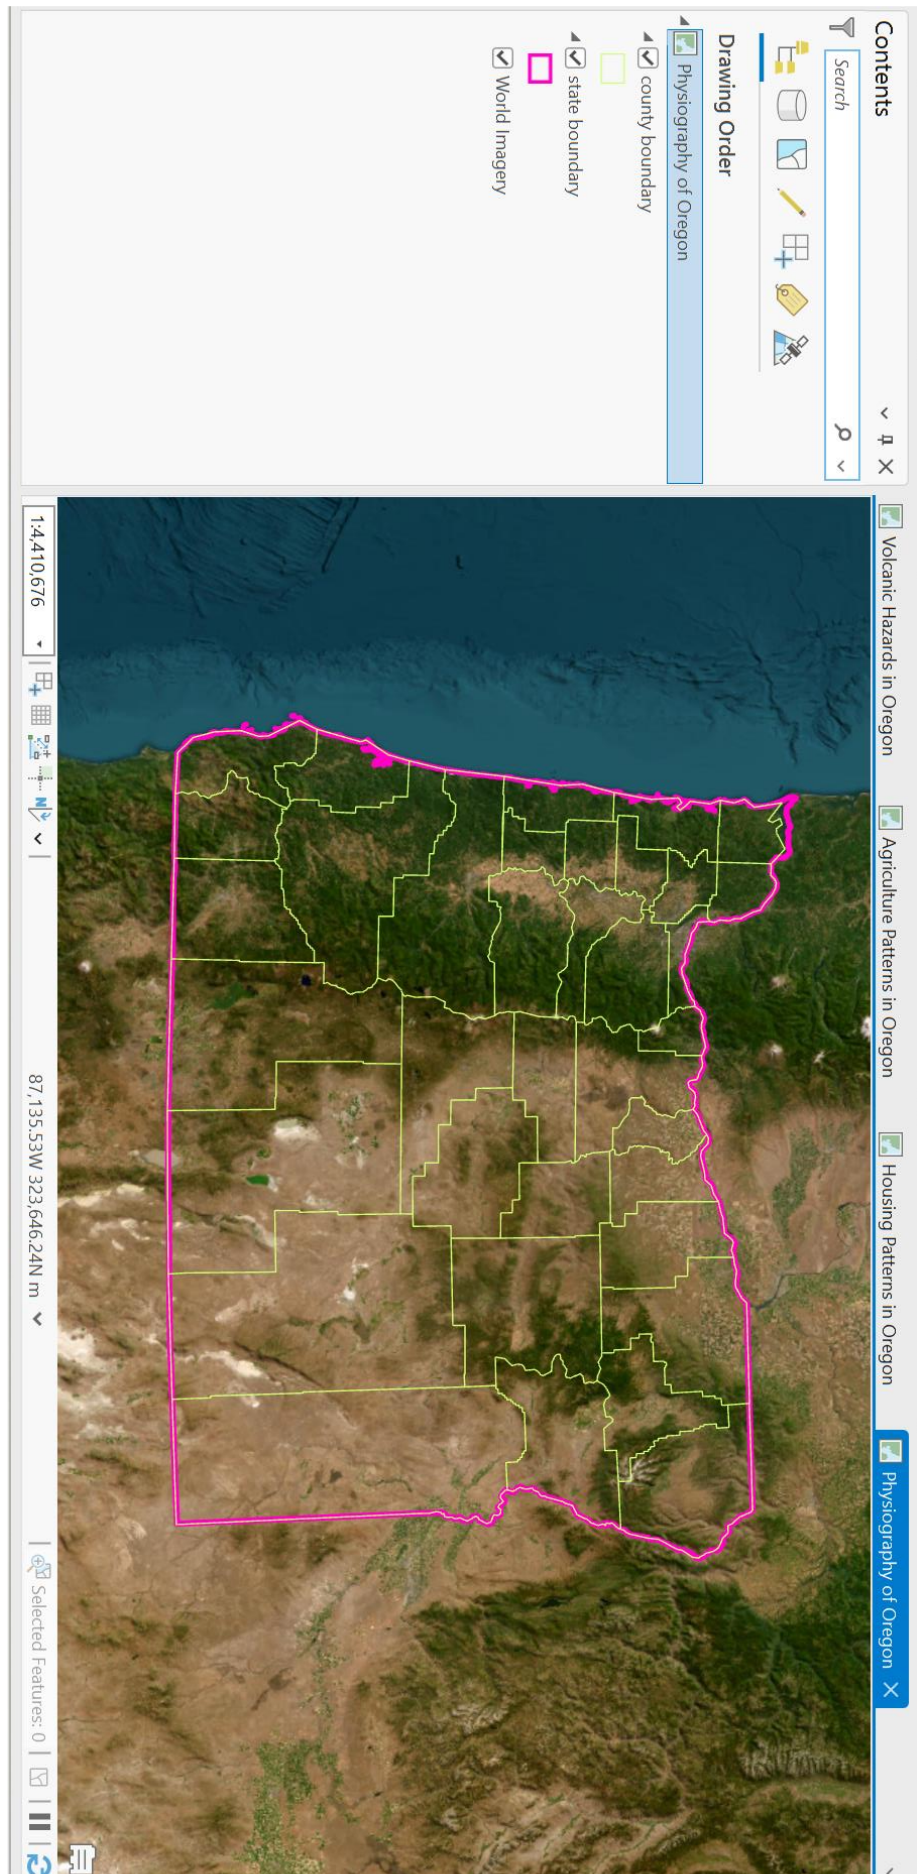 Contents
Search
Drawing Order
Physiography of Oregon
county boundary
state boundary
World Imagery
Volcanic Hazards in Oregon
Agriculture Patterns in Oregon
Housing Patterns in Oregon
Physiography of Oregon
1:4,410,676
N
87,135.53W 323,646.24N m
Selected Features: 0